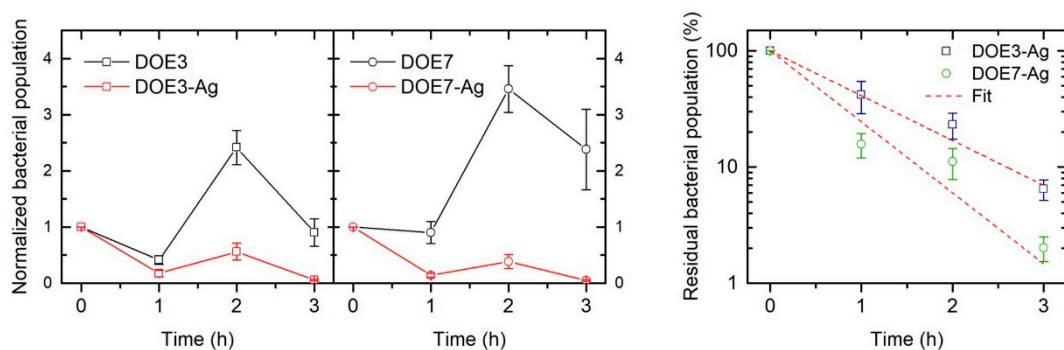 Normalized bacterial population
4
3
2
1
0
DOE3
DOE3-Ag
0 1 2 3
Time (h)
DOE7
DOE7-Ag
4
3
2
1
0
0 1 2 3
Time (h)
Residual bacterial population (%)
100
10
1
DOE3-Ag
DOE7-Ag
Fit
0 1 2 3
Time (h)